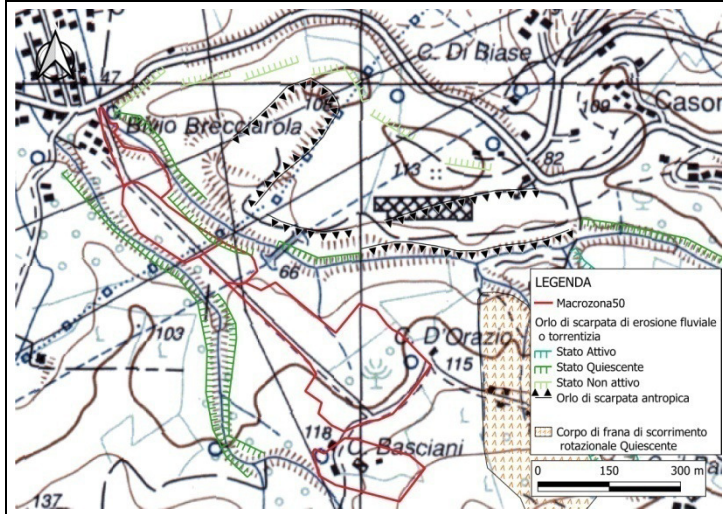 C. Di Biase
47
106
109
Bivio Brecciarola
113
82
66
LEGENDA
Macrozona50
Orlo di scarpata di erosione fluviale
o torrentizia
Stato Attivo
Stato Quiescente
Stato Non attivo
Orlo di scarpata antropica
Corpo di frana di scorrimento
rotazionale Quiescente
0 150 300 m
103
C. D'Orazio
115
118
C. Basciani
137